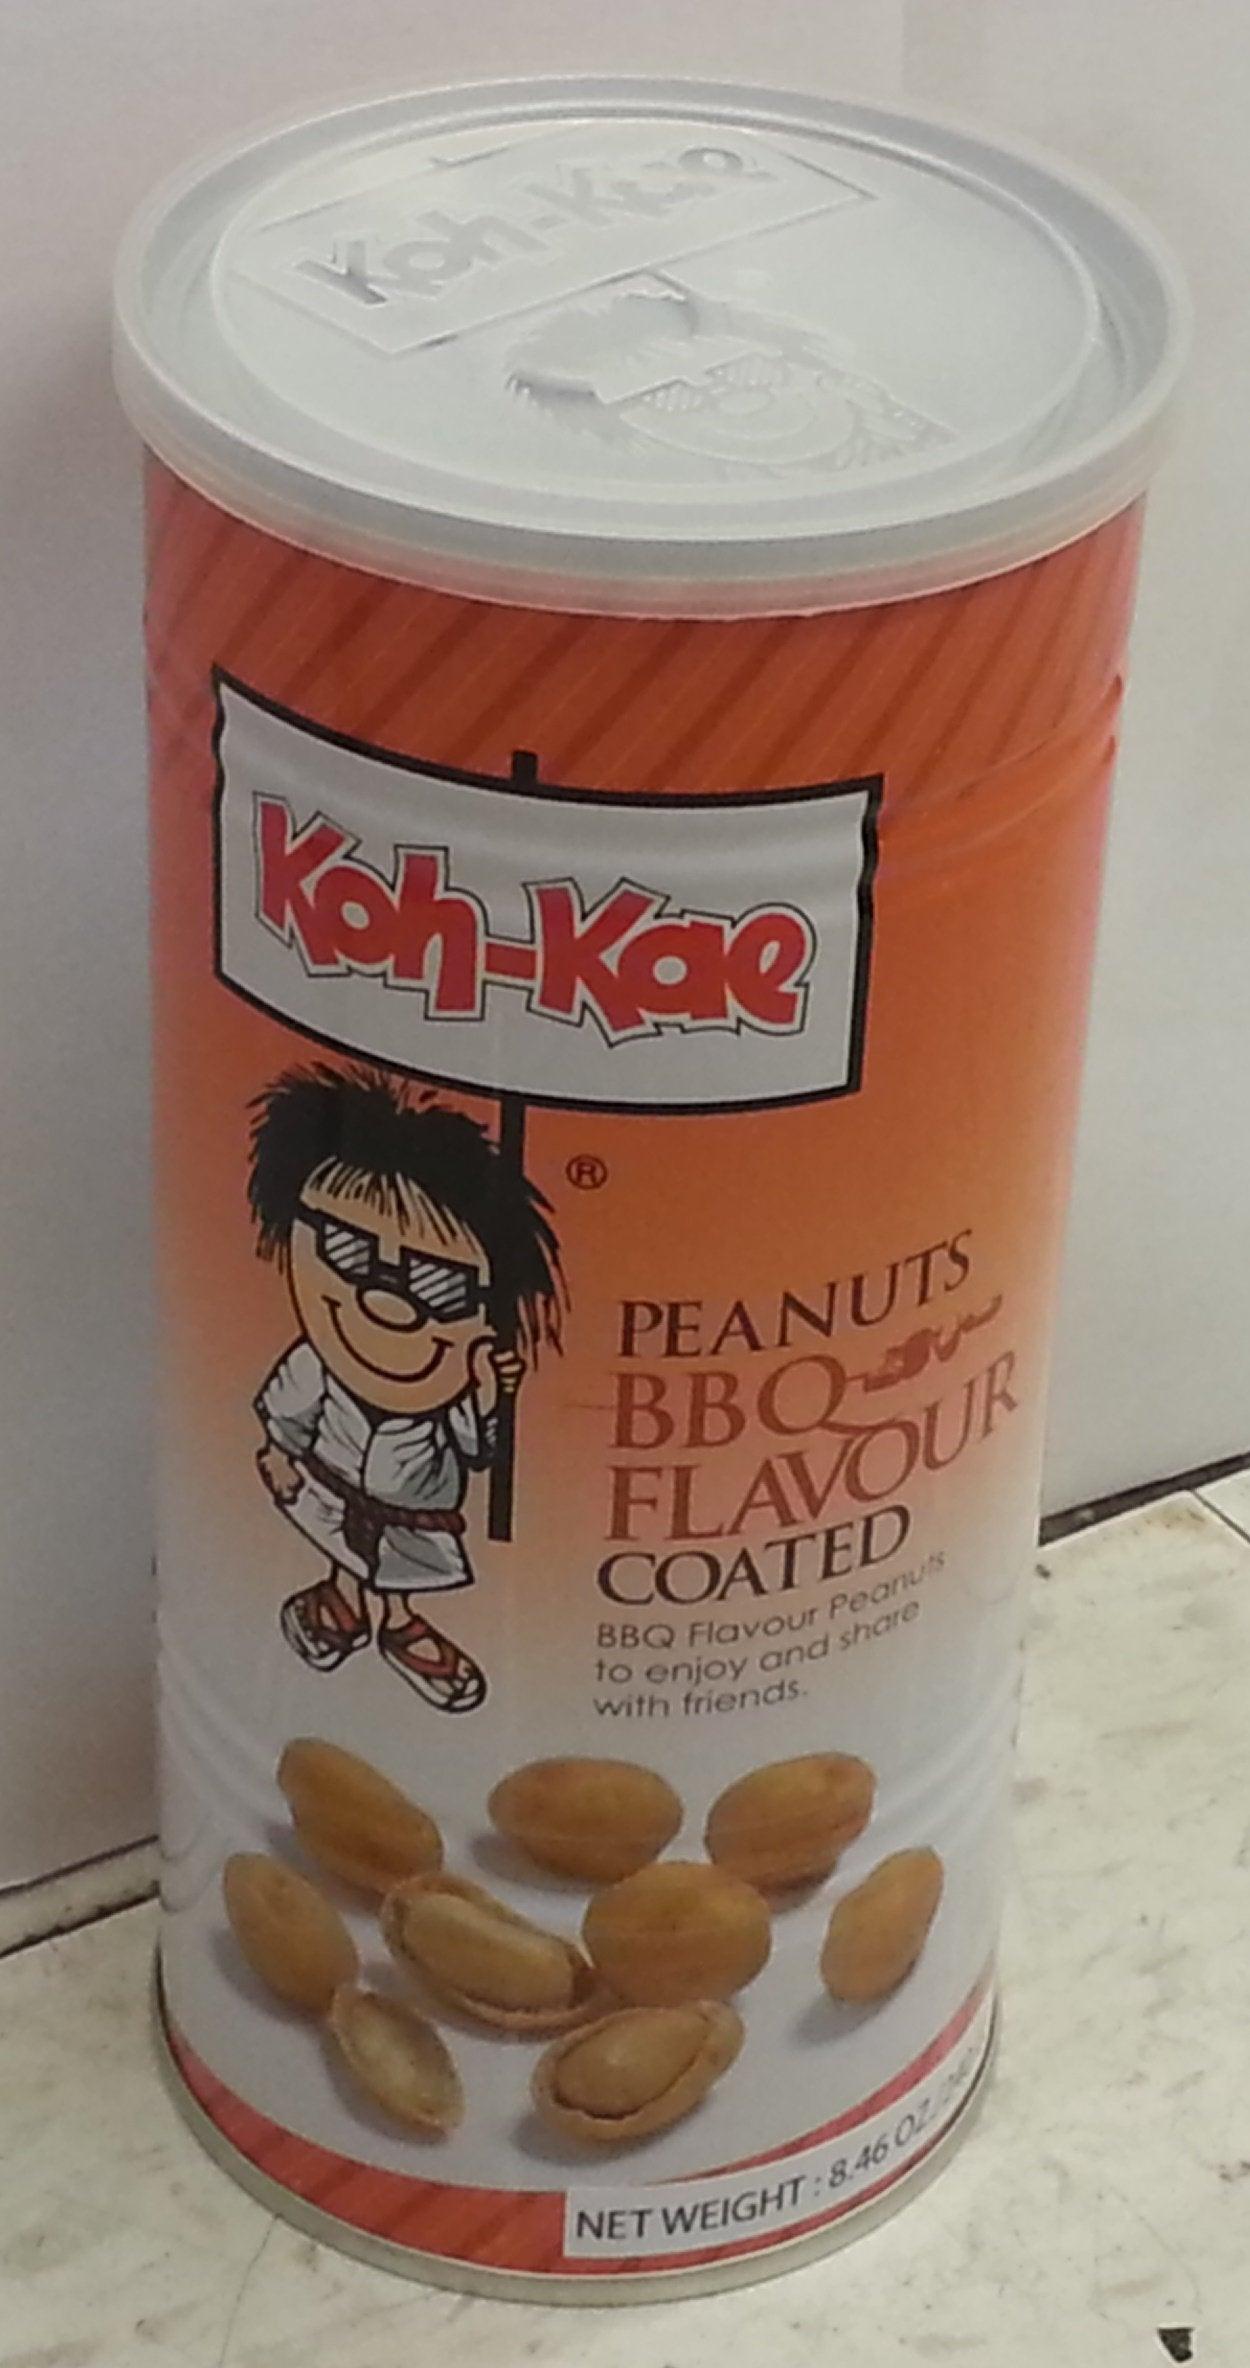 Koh-Kae
Koh-Kae
®
PEANUTS
BBQ
FLAVOUR
COATED
BBQ Flavour Peanuts
to enjoy and share
with friends.
NET WEIGHT : 8.46 OZ.